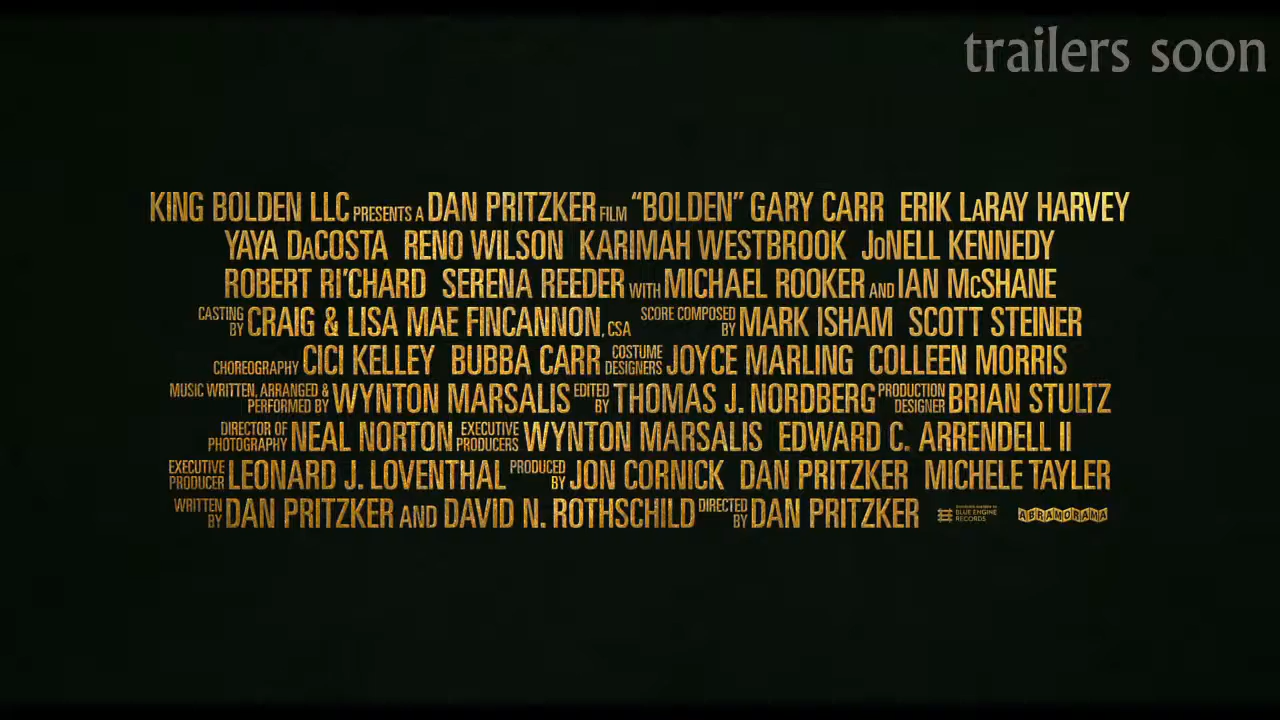 trailers soon
KING BOLDEN LLC PRESENTS A DAN PRITZKER FILM “BOLDEN” GARY CARR ERIK LaRAY HARVEY
YAYA DaCOSTA RENO WILSON KARIMAH WESTBROOK JoNELL KENNEDY
ROBERT RI’CHARD SERENA REEDER WITH MICHAEL ROOKER AND IAN McSHANE
CASTING BY CRAIG & LISA MAE FINCANNON, CSA SCORE COMPOSED BY MARK ISHAM SCOTT STEINER
CHOREOGRAPHY CICI KELLEY BUBBA CARR COSTUME DESIGNERS JOYCE MARLING COLLEEN MORRIS
MUSIC WRITTEN, ARRANGED & PERFORMED BY WYNTON MARSALIS EDITED BY THOMAS J. NORDBERG PRODUCTION DESIGNER BRIAN STULTZ
DIRECTOR OF PHOTOGRAPHY NEAL NORTON EXECUTIVE PRODUCERS WYNTON MARSALIS EDWARD C. ARRENDELL II
EXECUTIVE PRODUCER LEONARD J. LOVENTHAL PRODUCED BY JON CORNICK DAN PRITZKER MICHELE TAYLER
WRITTEN BY DAN PRITZKER AND DAVID N. ROTHSCHILD DIRECTED BY DAN PRITZKER BLUE ENGINE RECORDS ABRAMORAMA